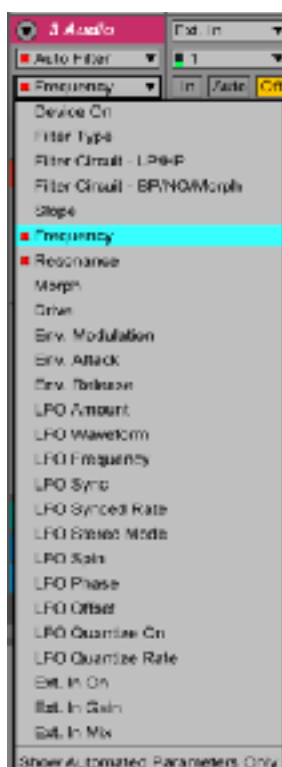 3 Audio
Ext. In
Auto Filter
1
Frequency
In Auto Off
Device On
Filter Type
Filter Circuit - LP/HP
Filter Circuit - BP/NO/Morph
Slope
Frequency
Resonance
Morph
Drive
Env. Modulation
Env. Attack
Env. Release
LFO Amount
LFO Waveform
LFO Frequency
LFO Sync
LFO Synced Rate
LFO Stereo Mode
LFO Spin
LFO Phase
LFO Offset
LFO Quantize On
LFO Quantize Rate
Ext. In On
Ext. In Gain
Ext. In Mix
Show Automated Parameters Only